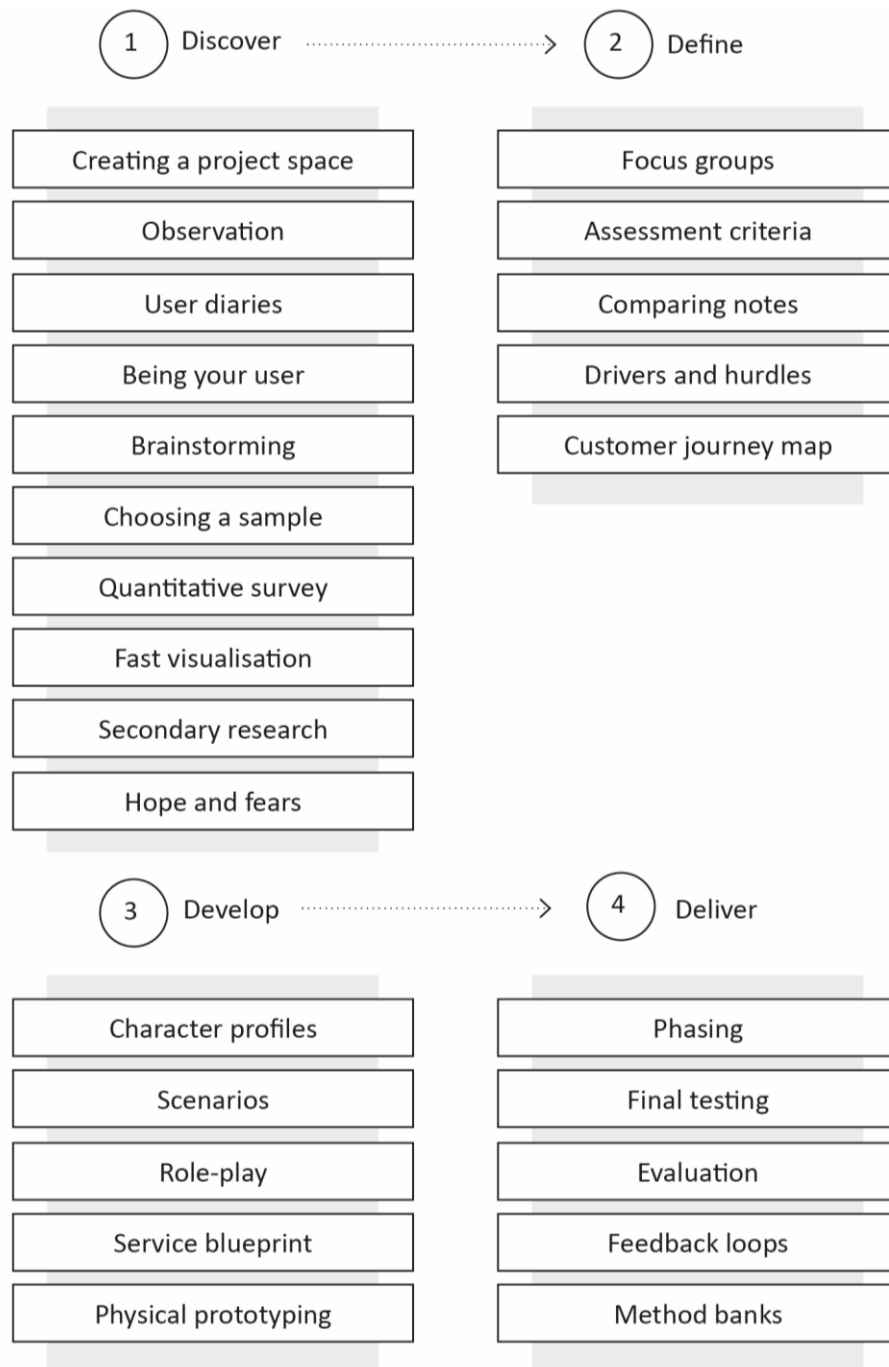 1
Discover
2
Define
Creating a project space
Observation
User diaries
Being your user
Brainstorming
Choosing a sample
Quantitative survey
Fast visualisation
Secondary research
Hope and fears
Focus groups
Assessment criteria
Comparing notes
Drivers and hurdles
Customer journey map
3
Develop
4
Deliver
Character profiles
Scenarios
Role-play
Service blueprint
Physical prototyping
Phasing
Final testing
Evaluation
Feedback loops
Method banks